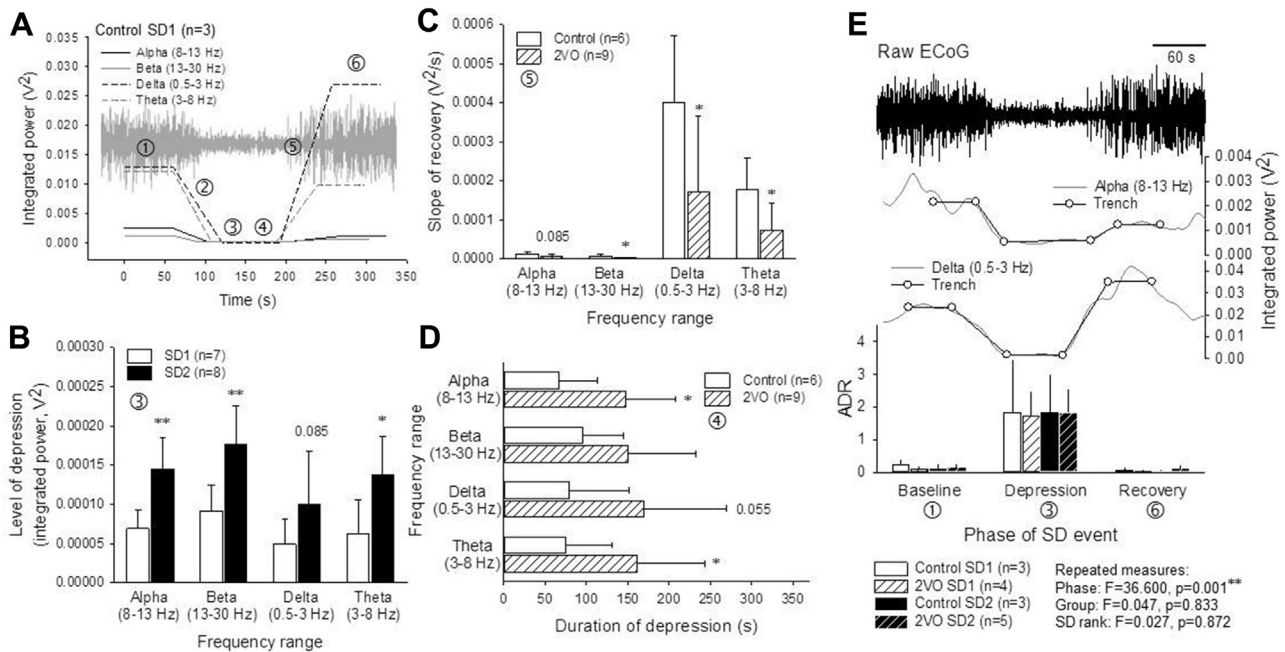 A
Control SD1 (n=3)
0.035
0.030
0.025
0.020
0.015
0.010
0.005
0.000
Integrated power (V²)
Alpha (8-13 Hz)
Beta (13-30 Hz)
Delta (0.5-3 Hz)
Theta (3-8 Hz)
①
②
③
④
⑤
⑥
0 50 100 150 200 250 300 350
Time (s)
B
0.00030
0.00025
0.00020
0.00015
0.00010
0.00005
0.00000
Level of depression
(integrated power, V²)
SD1 (n=7)
SD2 (n=8)
③
**
**
0.085
*
Alpha Beta Delta Theta
(8-13 Hz) (13-30 Hz) (0.5-3 Hz) (3-8 Hz)
Frequency range
C
0.0006
0.0005
0.0004
0.0003
0.0002
0.0001
0.0000
Slope of recovery (V²/s)
Control (n=6)
2VO (n=9)
⑤
0.085
*
*
*
Alpha Beta Delta Theta
(8-13 Hz) (13-30 Hz) (0.5-3 Hz) (3-8 Hz)
Frequency range
D
Frequency range
Alpha
(8-13 Hz)
Beta
(13-30 Hz)
Delta
(0.5-3 Hz)
Theta
(3-8 Hz)
Control (n=6)
2VO (n=9)
④
*
0.055
*
0 50 100 150 200 250 300 350
Duration of depression (s)
E
Raw ECoG
60 s
Alpha (8-13 Hz)
Trench
0.004
0.003
0.002
0.001
0.000
Delta (0.5-3 Hz)
Trench
0.04
0.03
0.02
0.01
0.00
Integrated power (V²)
4
3
2
1
0
ADR
Baseline Depression Recovery
① ③ ⑥
Phase of SD event
Control SD1 (n=3)
2VO SD1 (n=4)
Control SD2 (n=3)
2VO SD2 (n=5)
Repeated measures:
Phase: F=36.600, p=0.001**
Group: F=0.047, p=0.833
SD rank: F=0.027, p=0.872